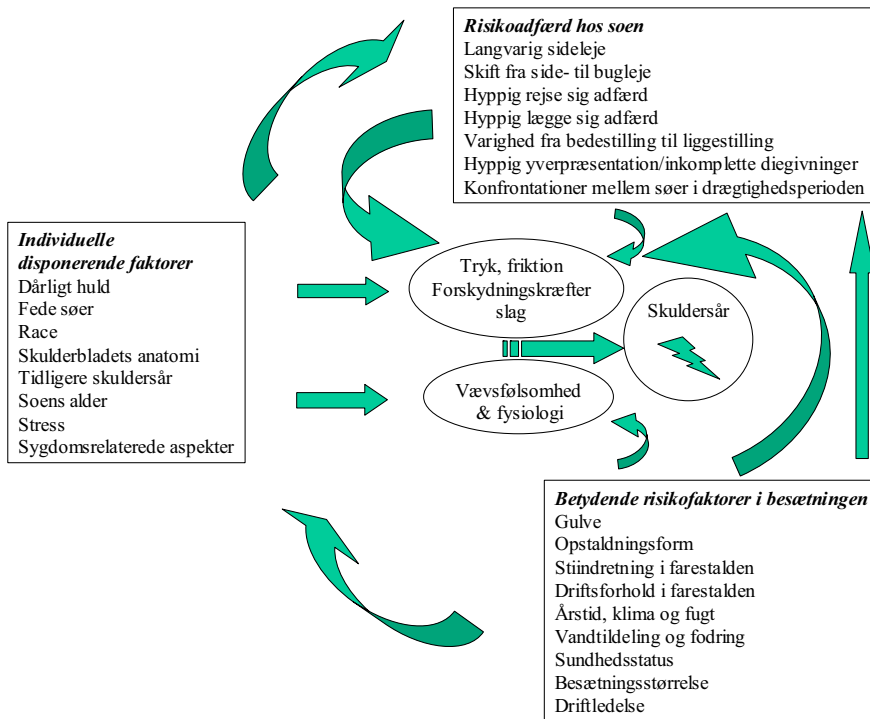 Risikoadfærd hos soen
Langvarig sideleje
Skift fra side- til bugleje
Hyppig rejse sig adfærd
Hyppig lægge sig adfærd
Varighed fra bedestilling til liggestilling
Hyppig yverpræsentation/inkomplette diegivninger
Konfrontationer mellem søer i drægtighedsperioden
Individuelle
disponerende faktorer
Dårligt huld
Fede søer
Race
Skulderbladets anatomi
Tidligere skuldersår
Soens alder
Stress
Sygdomsrelaterede aspekter
Tryk, friktion
Forskydningskræfter
slag
Skuldersår
Vævsfølsomhed
& fysiologi
Betydende risikofaktorer i besætningen
Gulve
Opstaldningsform
Stiindretning i farestalden
Driftsforhold i farestalden
Årstid, klima og fugt
Vandtildeling og fodring
Sundhedsstatus
Besætningsstørrelse
Driftledelse